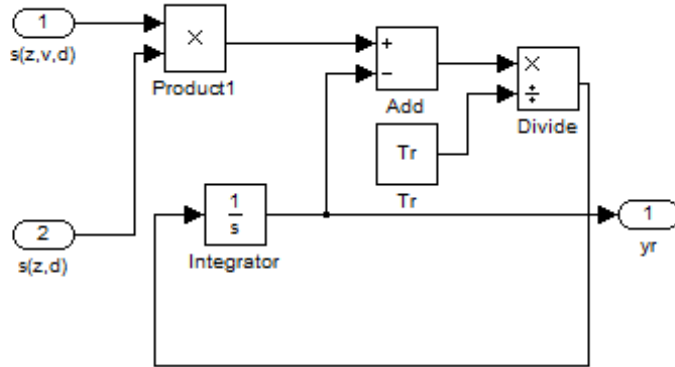 1
s(z,v,d)
×
Product1
+
−
Add
×
÷
Divide
Tr
Tr
2
s(z,d)
1
s
Integrator
1
yr